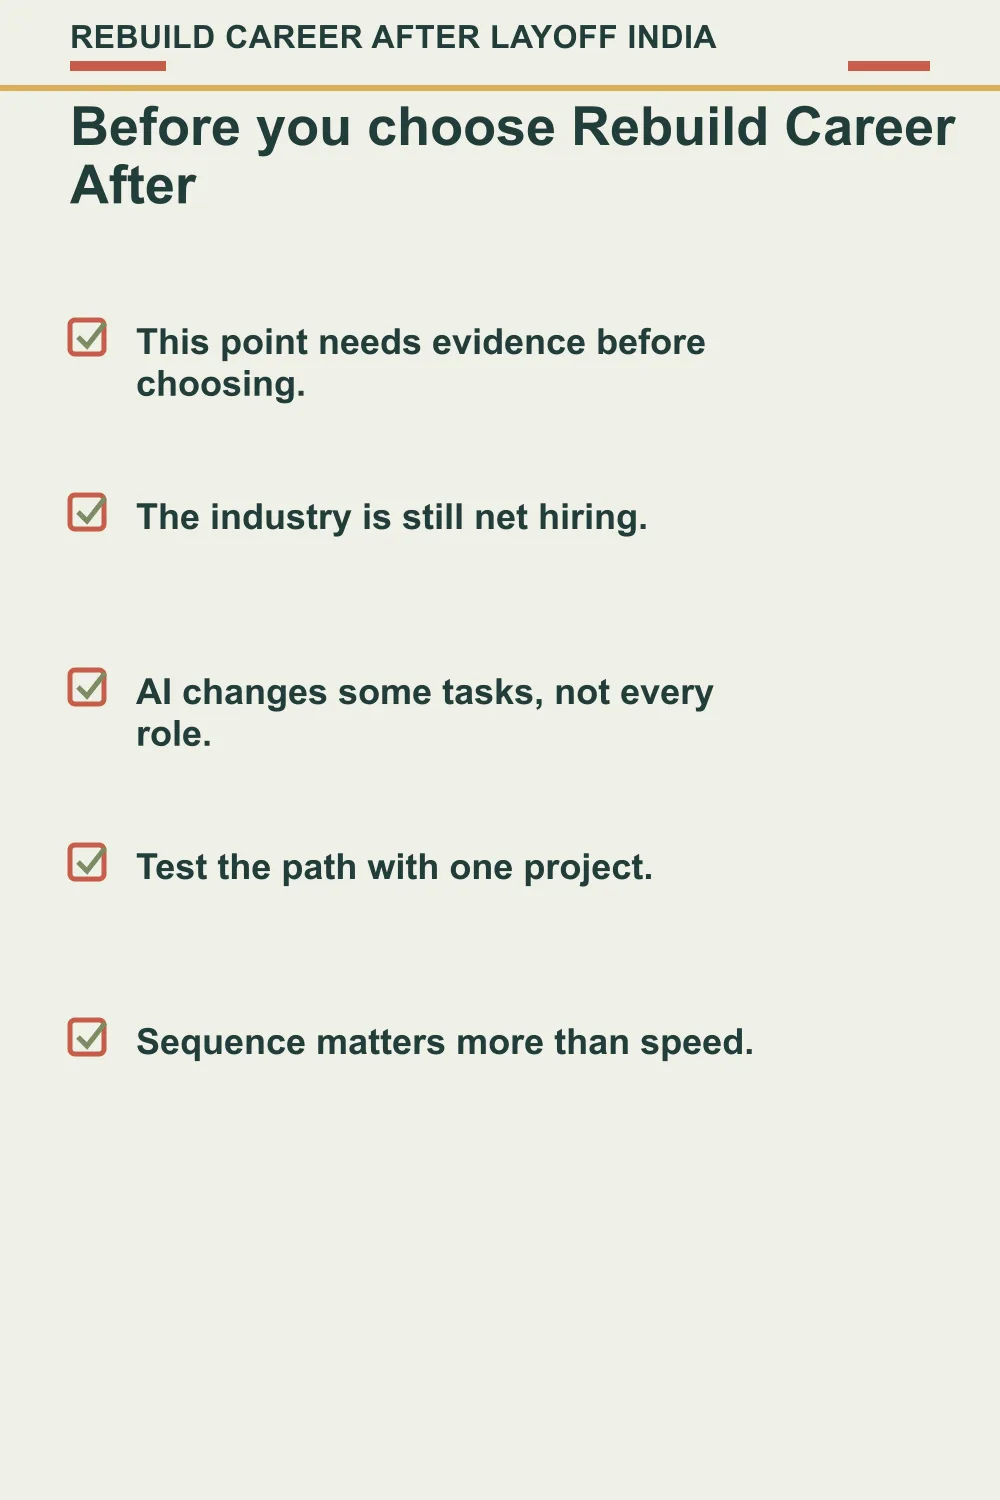 REBUILD CAREER AFTER LAYOFF INDIA
Before you choose Rebuild Career
After
This point needs evidence before
choosing.
The industry is still net hiring.
AI changes some tasks, not every
role.
Test the path with one project.
Sequence matters more than speed.